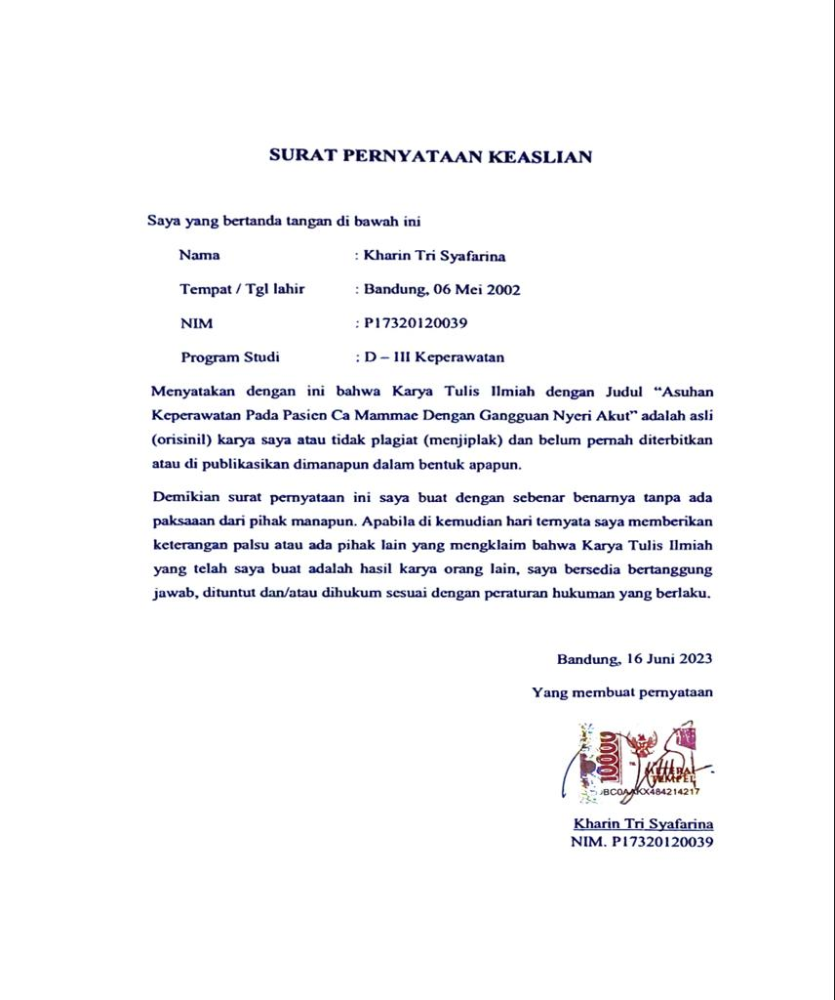 SURAT PERNYATAAN KEASLIAN
Saya yang bertanda tangan di bawah ini
Nama : Kharin Tri Syafarina
Tempat / Tgl lahir : Bandung, 06 Mei 2002
NIM : P17320120039
Program Studi : D – III Keperawatan
Menyatakan dengan ini bahwa Karya Tulis Ilmiah dengan Judul “Asuhan
Keperawatan Pada Pasien Ca Mammae Dengan Gangguan Nyeri Akut” adalah asli
(orisinil) karya saya atau tidak plagiat (menjiplak) dan belum pernah diterbitkan
atau di publikasikan dimanapun dalam bentuk apapun.
Demikian surat pernyataan ini saya buat dengan sebenar benarnya tanpa ada
paksaaan dari pihak manapun. Apabila di kemudian hari ternyata saya memberikan
keterangan palsu atau ada pihak lain yang mengklaim bahwa Karya Tulis Ilmiah
yang telah saya buat adalah hasil karya orang lain, saya bersedia bertanggung
jawab, dituntut dan/atau dihukum sesuai dengan peraturan hukuman yang berlaku.
Bandung, 16 Juni 2023
Yang membuat pernyataan
10000
METERAI
TEMPEL
Kharin Tri Syafarina
NIM. P17320120039